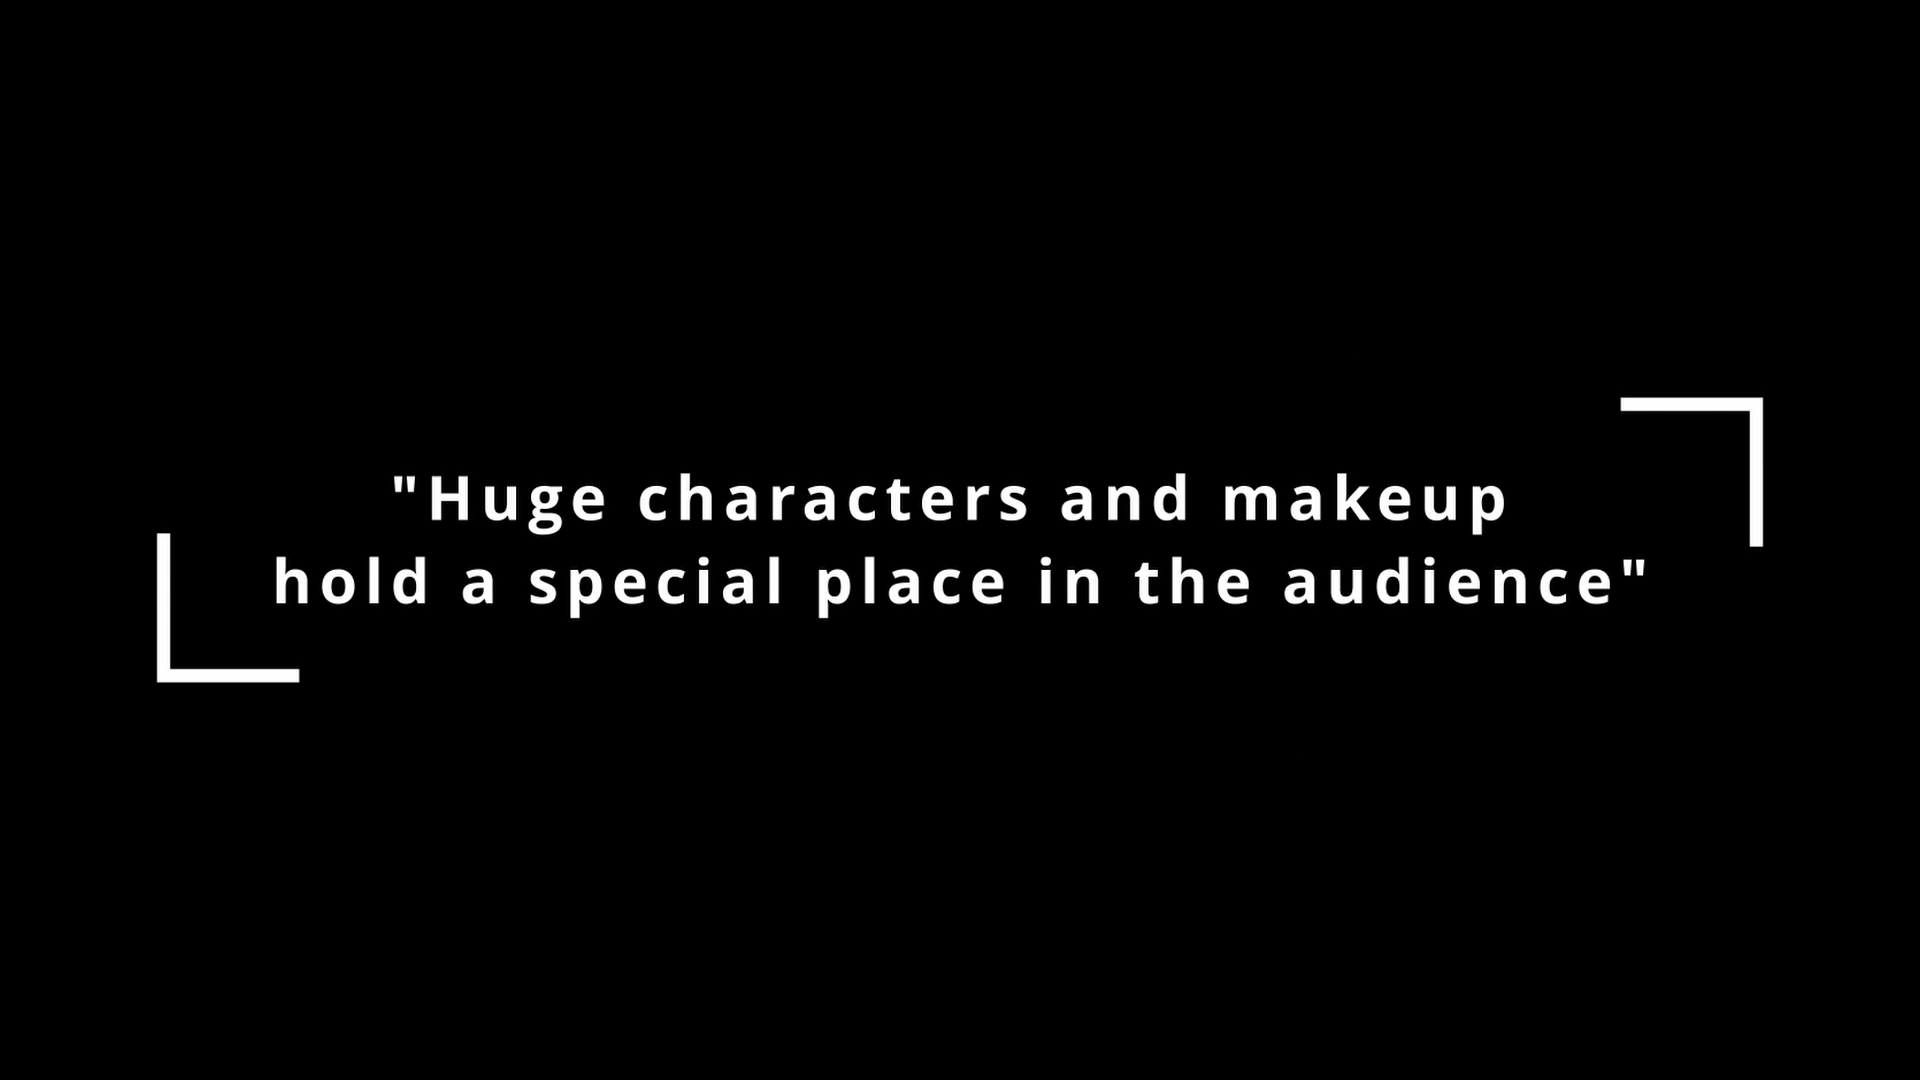 "Huge characters and makeup
hold a special place in the audience"